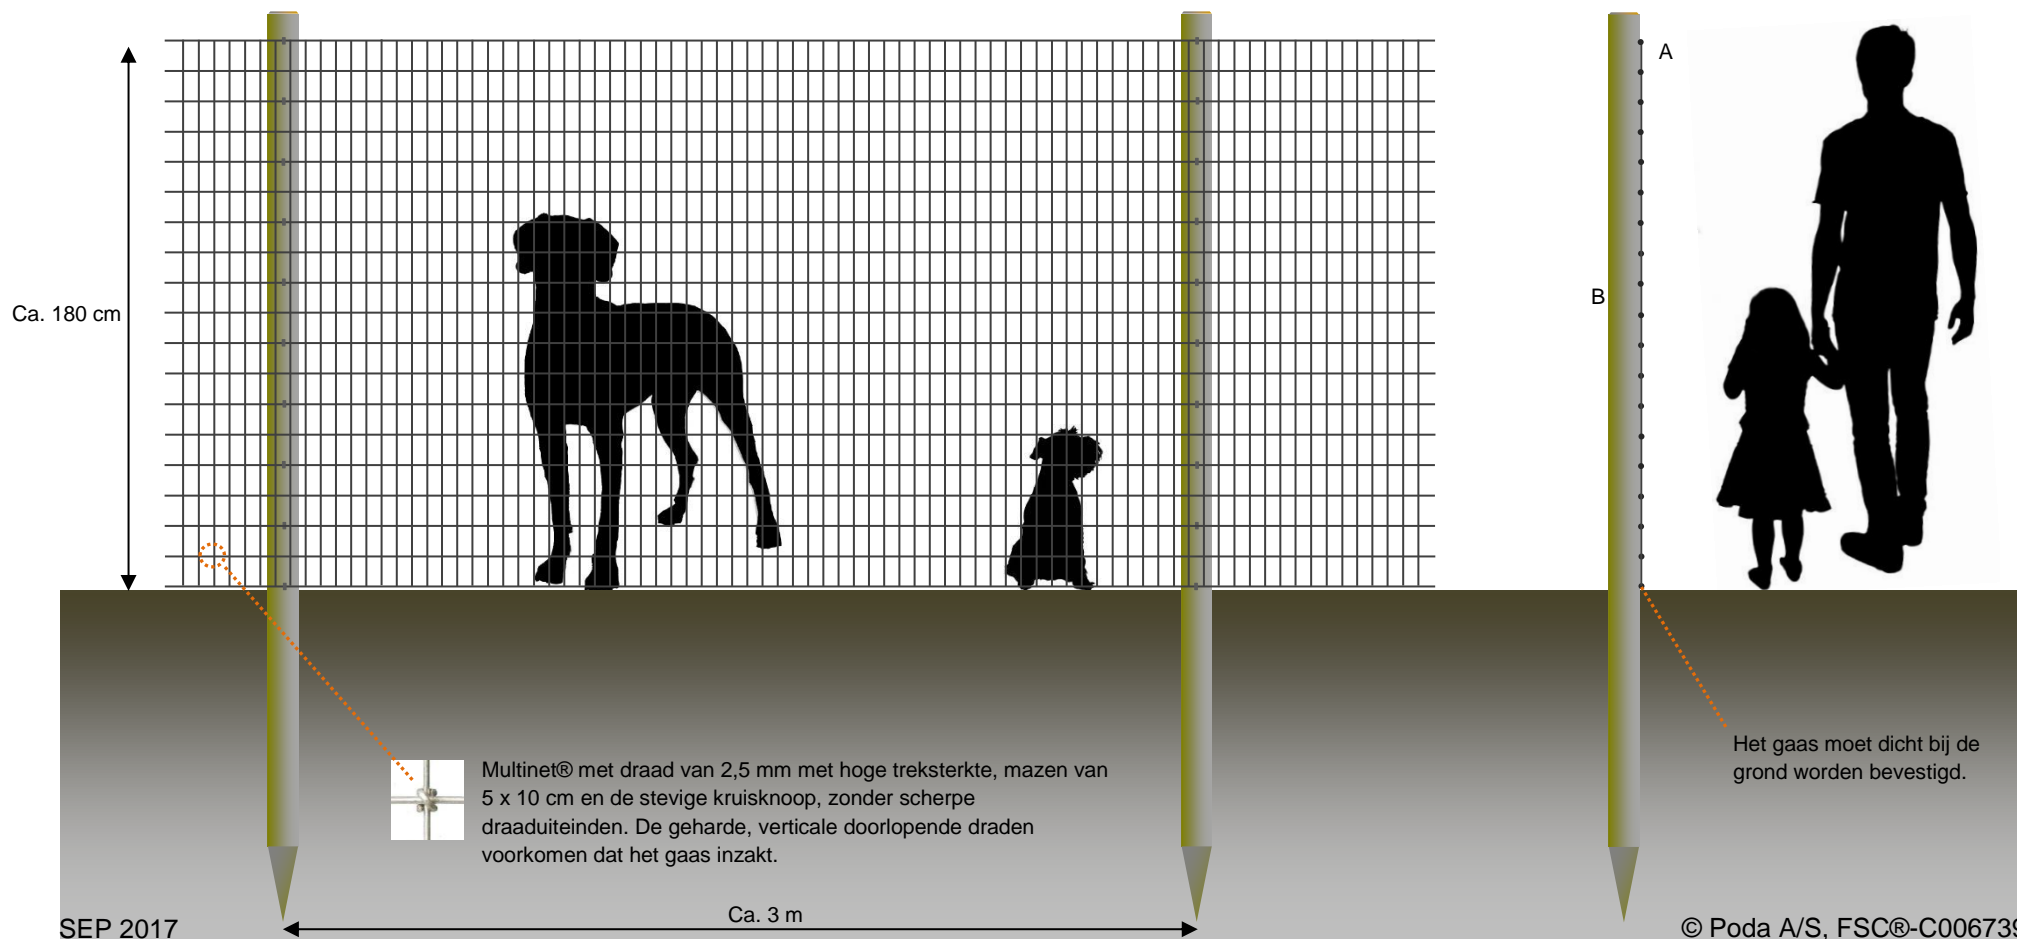 A
B
Ca. 180 cm
Het gaas moet dicht bij de
grond worden bevestigd.
Multinet® met draad van 2,5 mm met hoge treksterkte, mazen van
5 x 10 cm en de stevige kruisknoop, zonder scherpe
draaduiteinden. De geharde, verticale doorlopende draden
voorkomen dat het gaas inzakt.
Ca. 3 m
SEP 2017
© Poda A/S, FSC®-C006739